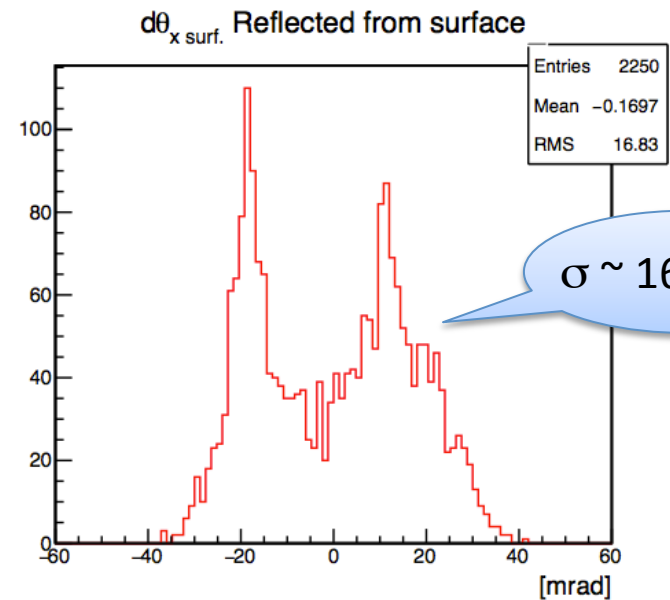 dθx surf. Reflected from surface
Entries 2250
Mean −0.1697
RMS 16.83
σ ~ 16
100
80
60
40
20
0
−60 −40 −20 0 20 40 60
[mrad]